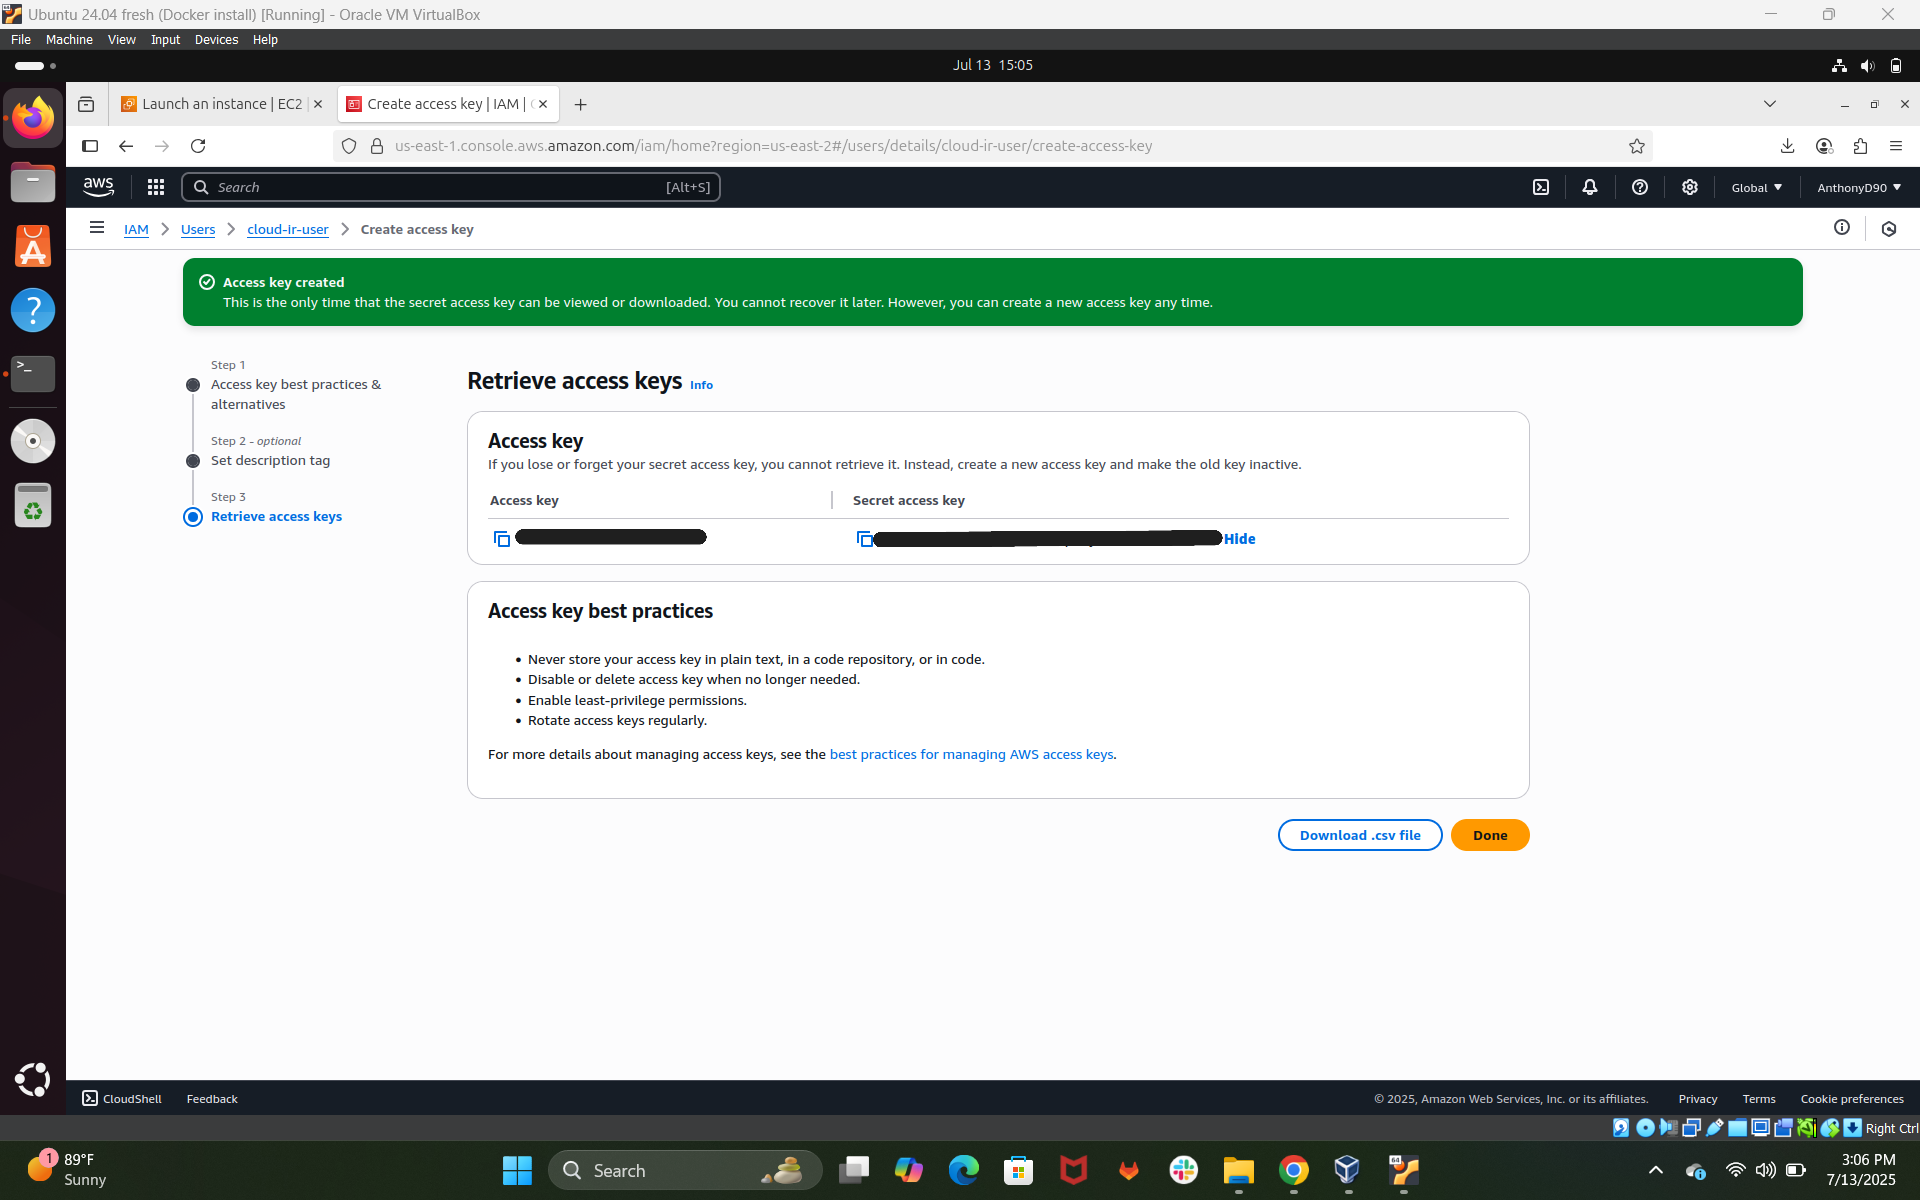 Ubuntu 24.04 fresh (Docker install) [Running] - Oracle VM VirtualBox
File Machine View Input Devices Help
Jul 13 15:05
Launch an instance | EC2
Create access key | IAM |
us-east-1.console.aws.amazon.com/iam/home?region=us-east-2#/users/details/cloud-ir-user/create-access-key
aws
Search
[Alt+S]
Global
AnthonyD90
IAM
Users
cloud-ir-user
Create access key
Access key created
This is the only time that the secret access key can be viewed or downloaded. You cannot recover it later. However, you can create a new access key any time.
Step 1
Access key best practices &
alternatives
Step 2 - optional
Set description tag
Step 3
Retrieve access keys
Retrieve access keys Info
Access key
If you lose or forget your secret access key, you cannot retrieve it. Instead, create a new access key and make the old key inactive.
Access key
Secret access key
Hide
Access key best practices
• Never store your access key in plain text, in a code repository, or in code.
• Disable or delete access key when no longer needed.
• Enable least-privilege permissions.
• Rotate access keys regularly.
For more details about managing access keys, see the best practices for managing AWS access keys.
Download .csv file
Done
CloudShell
Feedback
© 2025, Amazon Web Services, Inc. or its affiliates.
Privacy
Terms
Cookie preferences
Right Ctrl
1
89°F
Sunny
Search
64
3:06 PM
7/13/2025